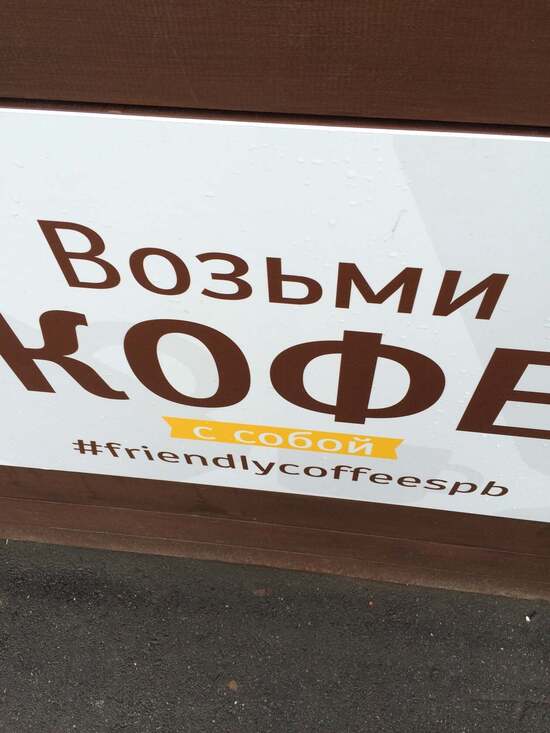 Возьми
КОФЕ
с собой
#friendlycoffeespb